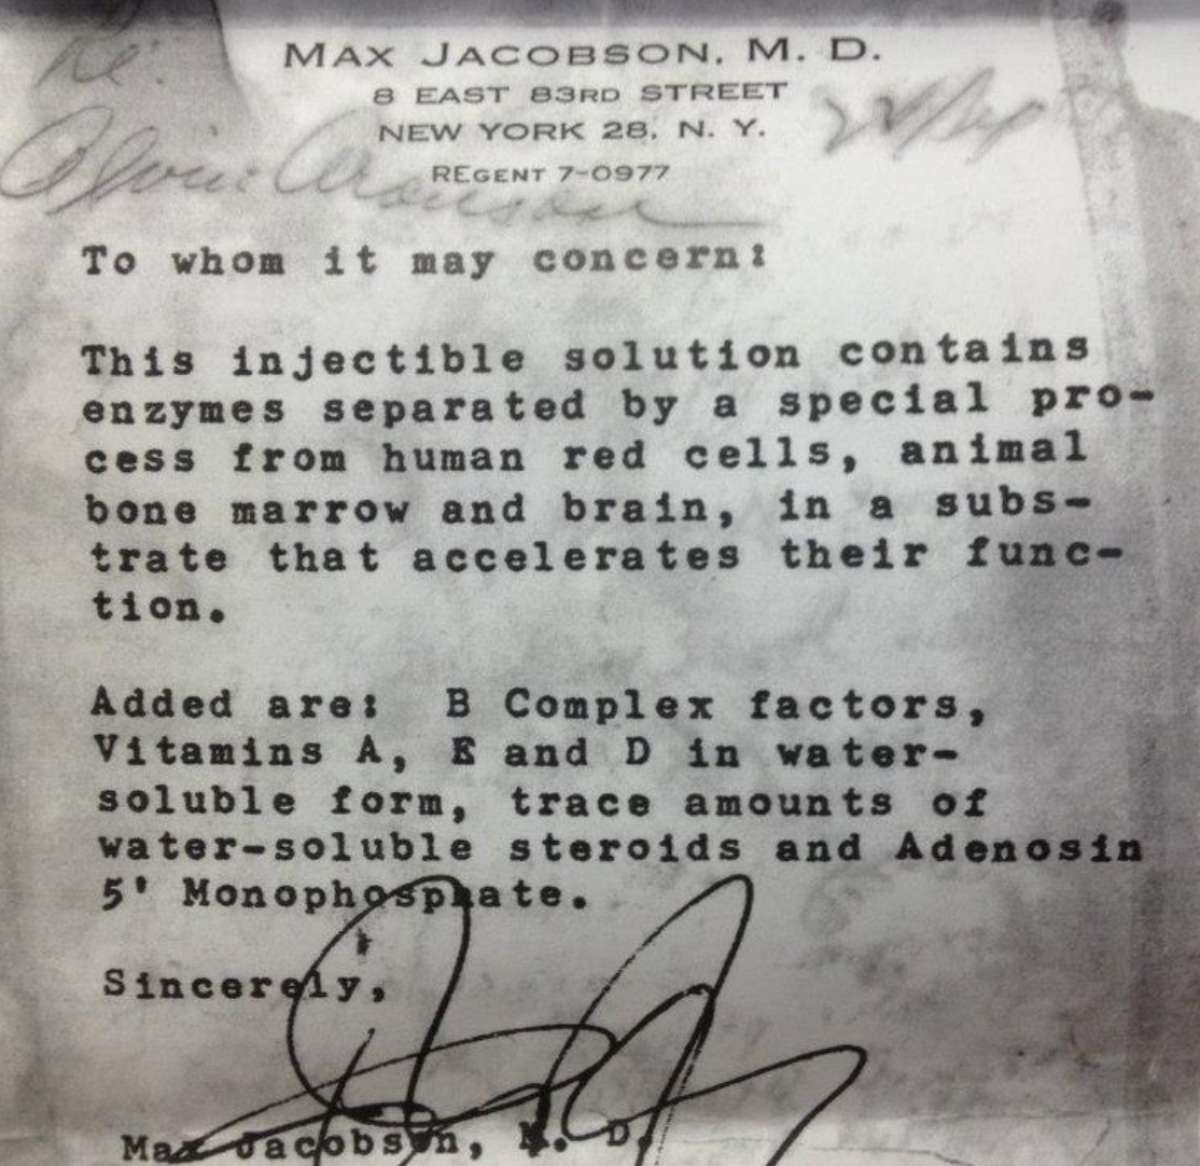 Re:
MAX JACOBSON, M. D.
8 EAST 83RD STREET
NEW YORK 28, N. Y.
REGENT 7-0977
To whom it may concern:
This injectible solution contains
enzymes separated by a special pro-
cess from human red cells, animal
bone marrow and brain, in a subs-
trate that accelerates their func-
tion.
Added are: B Complex factors,
Vitamins A, E and D in water-
soluble form, trace amounts of
water-soluble steroids and Adenosin
5' Monophosphate.
Sincerely,
Max Jacobson, M. D.